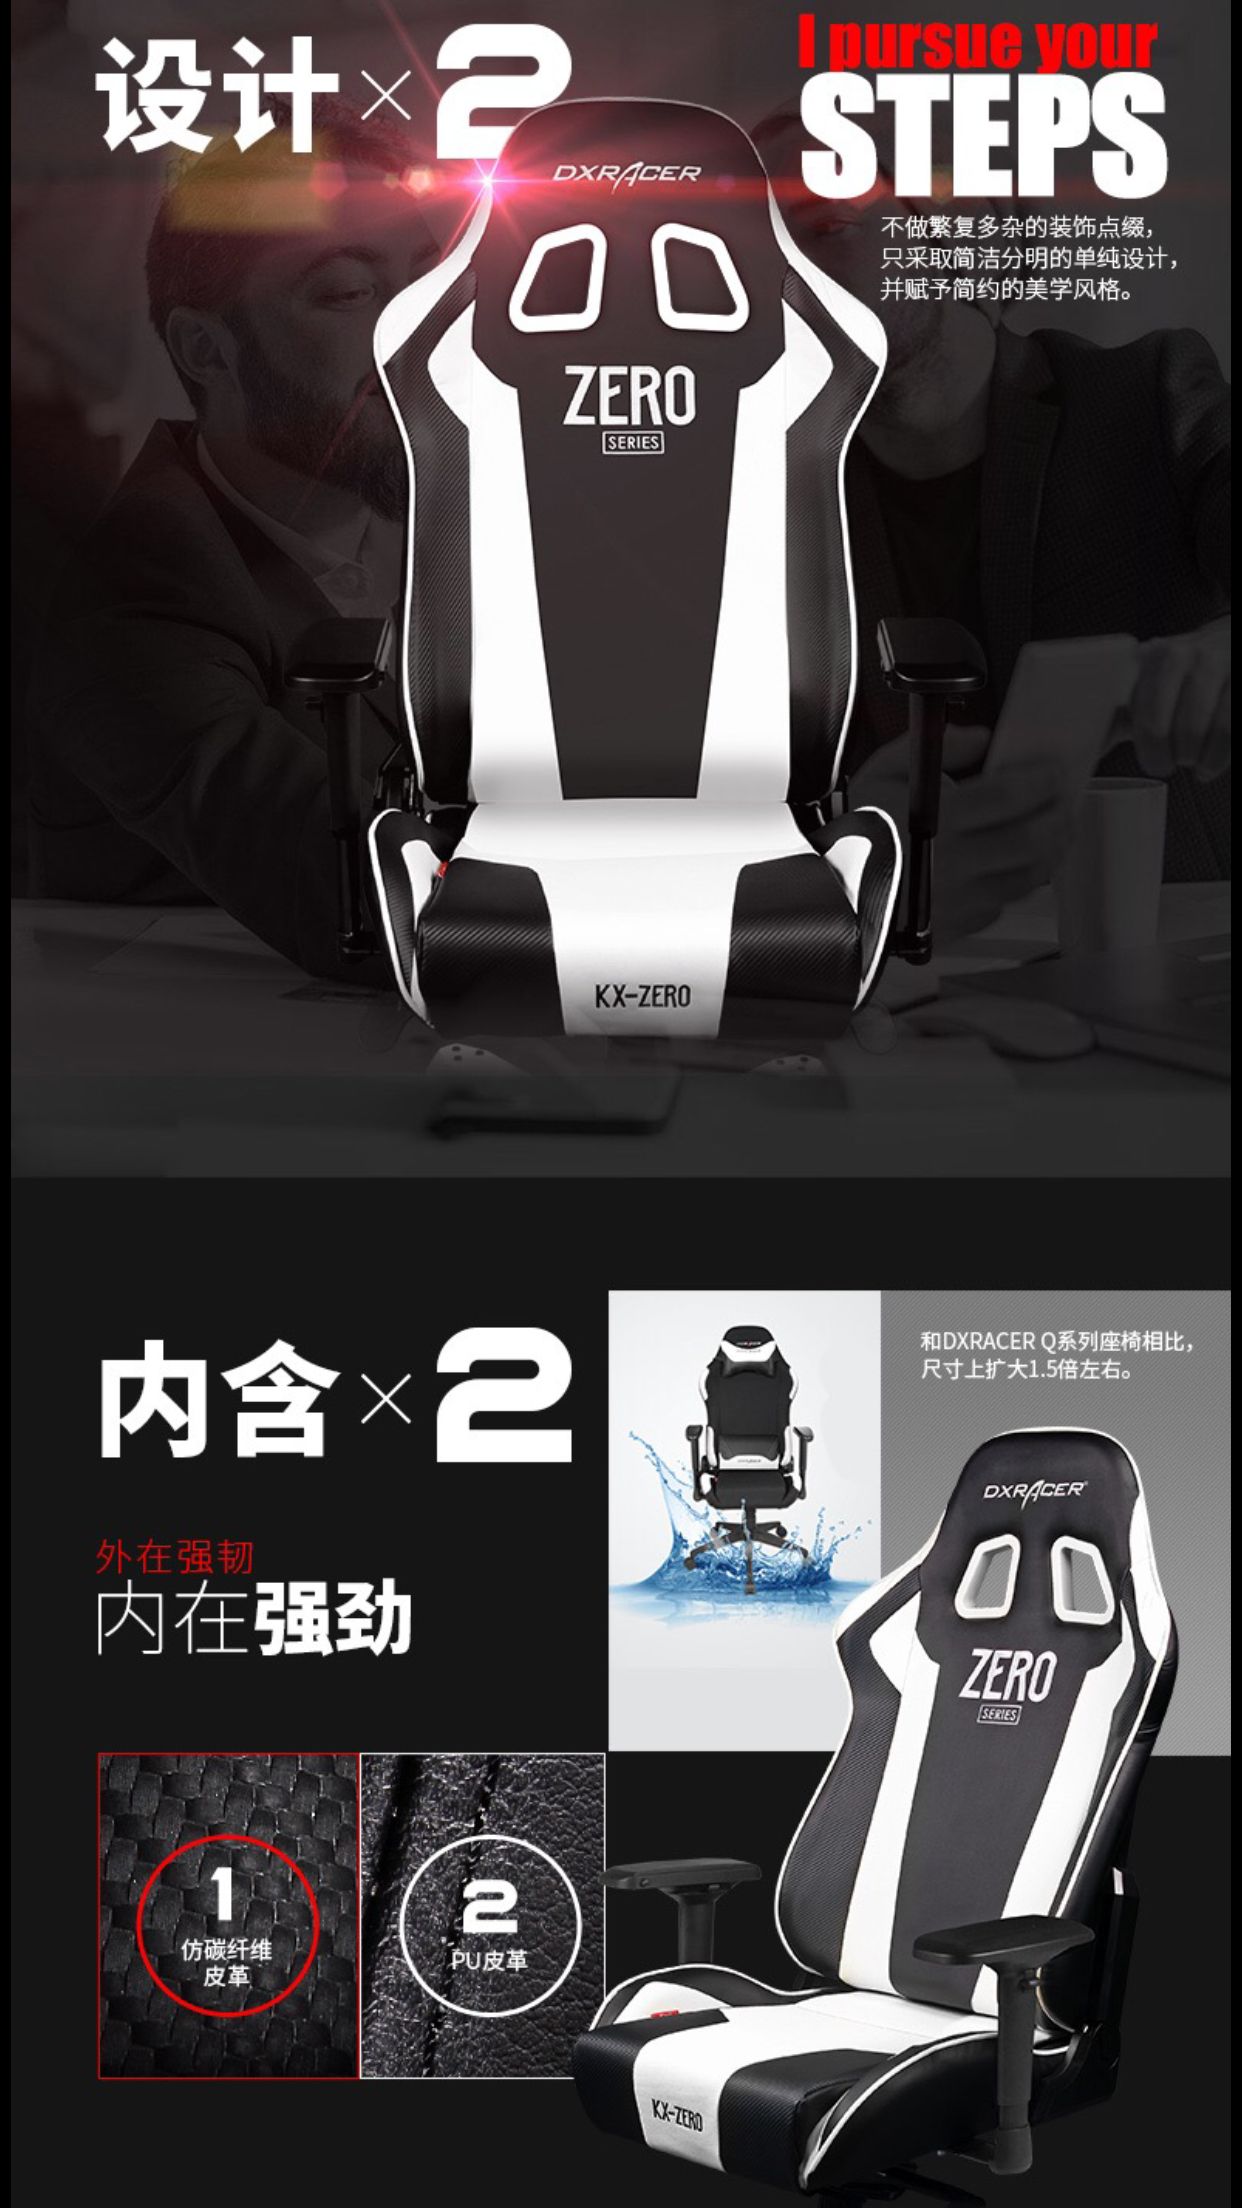 设计×2
I pursue your
STEPS
不做繁复多杂的装饰点缀，
只采取简洁分明的单纯设计，
并赋予简约的美学风格。
DXRACER
ZERO
SERIES
KX-ZERO
内含×2
外在强韧
内在强劲
和DXRACER Q系列座椅相比，
尺寸上扩大1.5倍左右。
DXRACER
ZERO
SERIES
1
仿碳纤维
皮革
2
PU皮革
KX-ZERO